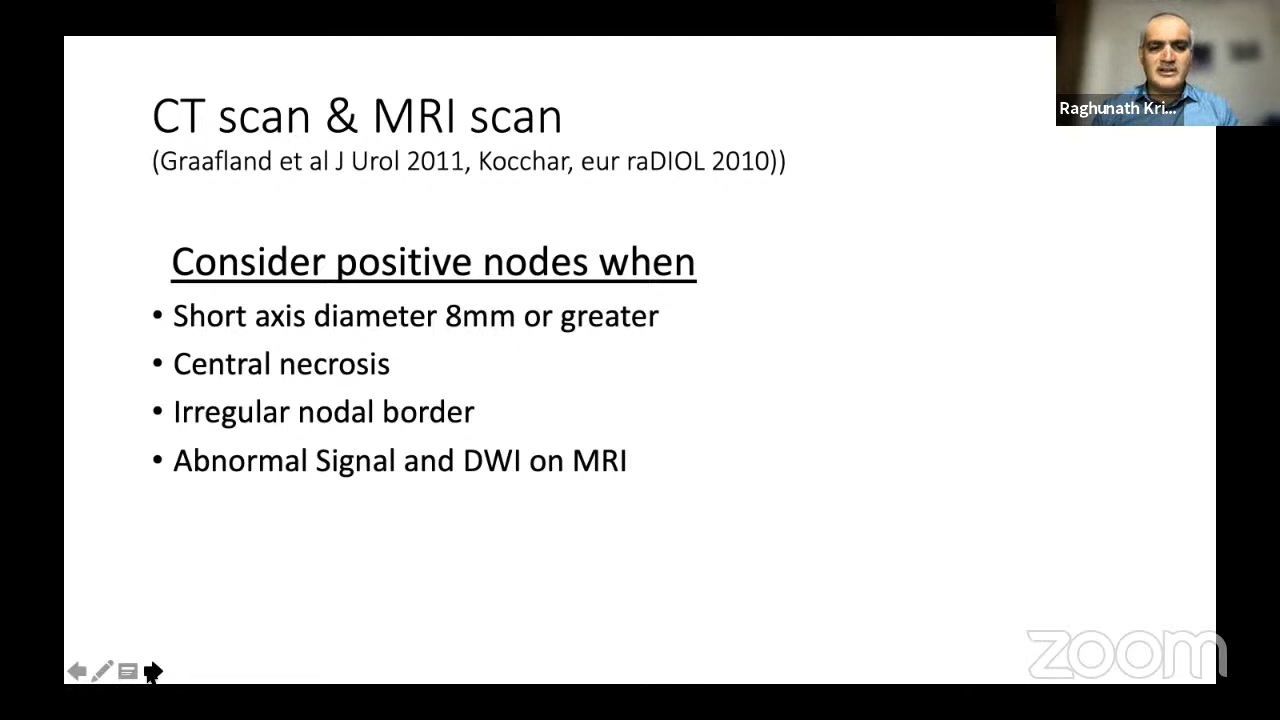 CT scan & MRI scan
(Graafland et al J Urol 2011, Kocchar, eur raDIOL 2010))
Raghunath Kri...
Consider positive nodes when
• Short axis diameter 8mm or greater
• Central necrosis
• Irregular nodal border
• Abnormal Signal and DWI on MRI
zoom